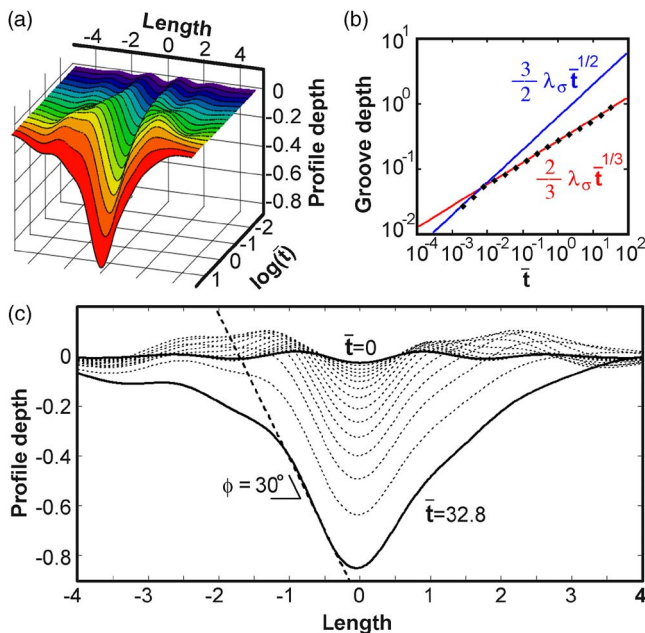 (a)
Length
-4 -2 0 2 4
0
-0.2
-0.4
-0.6
-0.8
Profile depth
-2
-1
0
1
log(t̄)
(b)
Groove depth
10¹
10⁰
10⁻¹
10⁻²
3/2 λσ t̄^1/2
2/3 λσ t̄^1/3
10⁻⁴ 10⁻³ 10⁻² 10⁻¹ 10⁰ 10¹ 10²
t̄
(c)
Profile depth
0
-0.2
-0.4
-0.6
-0.8
t̄=0
ϕ = 30°
t̄=32.8
-4 -3 -2 -1 0 1 2 3 4
Length